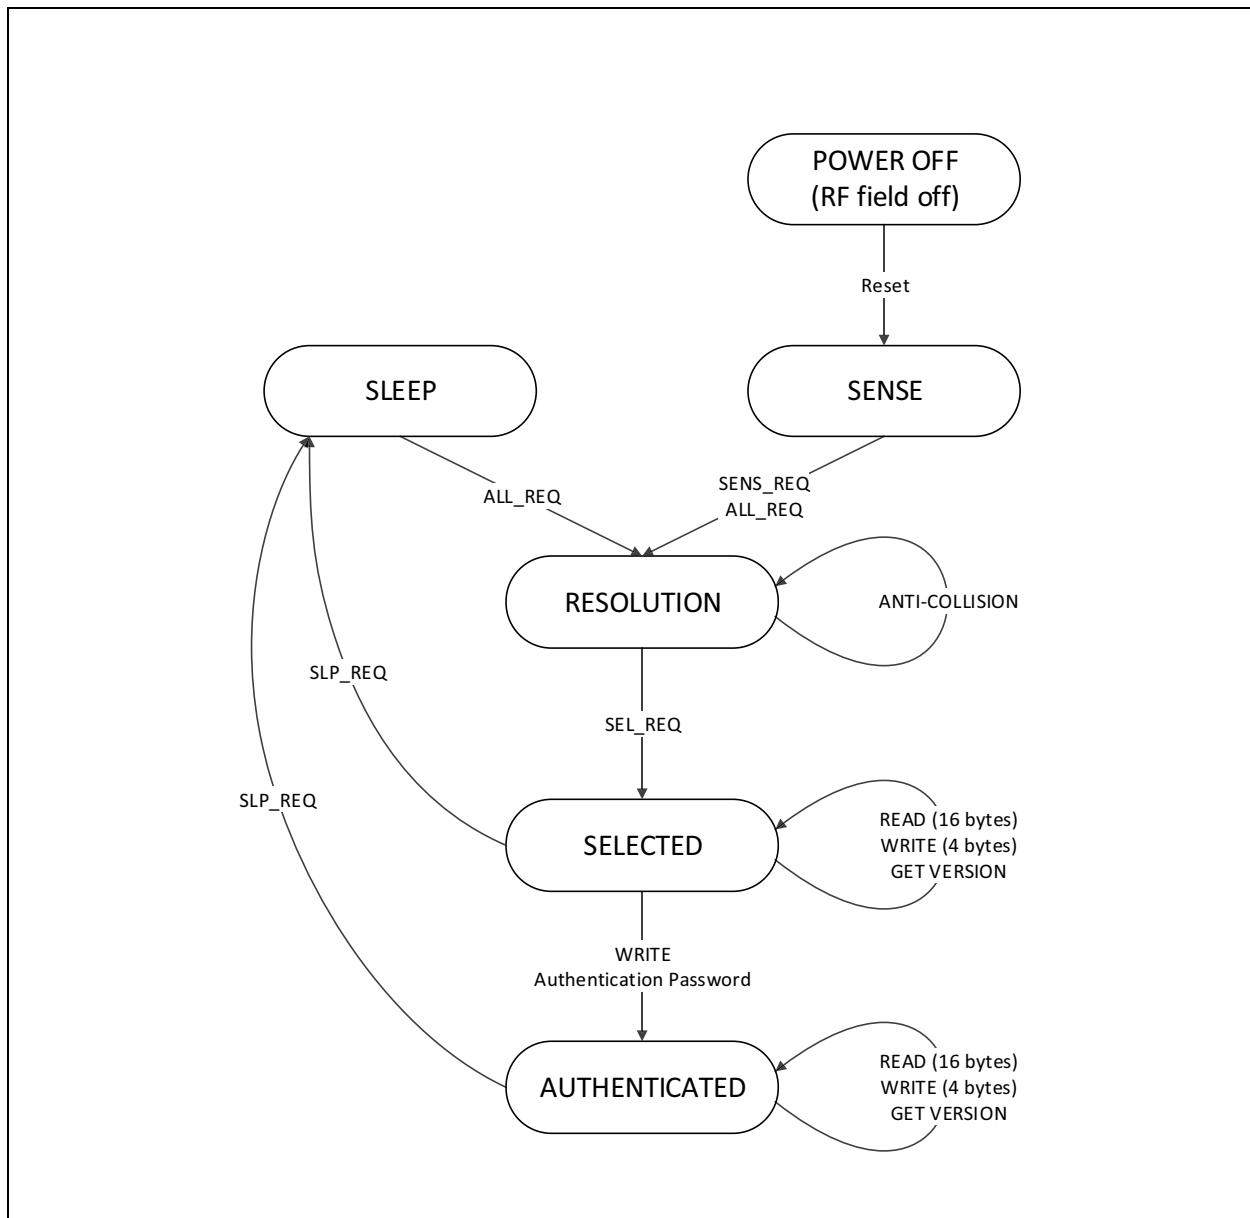 POWER OFF
(RF field off)
Reset
SLEEP
SENSE
ALL_REQ
SENS_REQ
ALL_REQ
RESOLUTION
ANTI-COLLISION
SLP_REQ
SEL_REQ
SLP_REQ
SELECTED
READ (16 bytes)
WRITE (4 bytes)
GET VERSION
WRITE
Authentication Password
AUTHENTICATED
READ (16 bytes)
WRITE (4 bytes)
GET VERSION